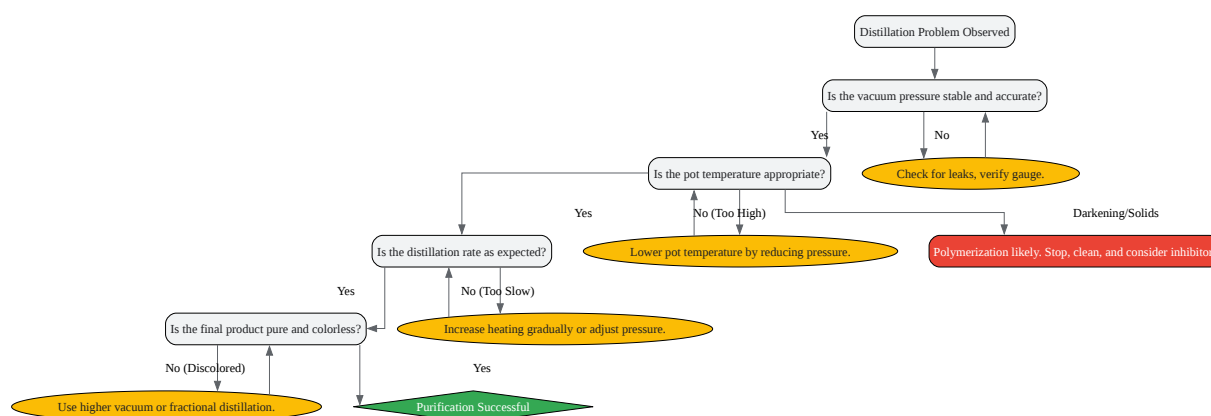 Distillation Problem Observed
Is the vacuum pressure stable and accurate?
Yes
No
Is the pot temperature appropriate?
Check for leaks, verify gauge.
Yes
No (Too High)
Darkening/Solids
Is the distillation rate as expected?
Lower pot temperature by reducing pressure.
Polymerization likely. Stop, clean, and consider inhibitor
Yes
No (Too Slow)
Is the final product pure and colorless?
Increase heating gradually or adjust pressure.
No (Discolored)
Yes
Use higher vacuum or fractional distillation.
Purification Successful